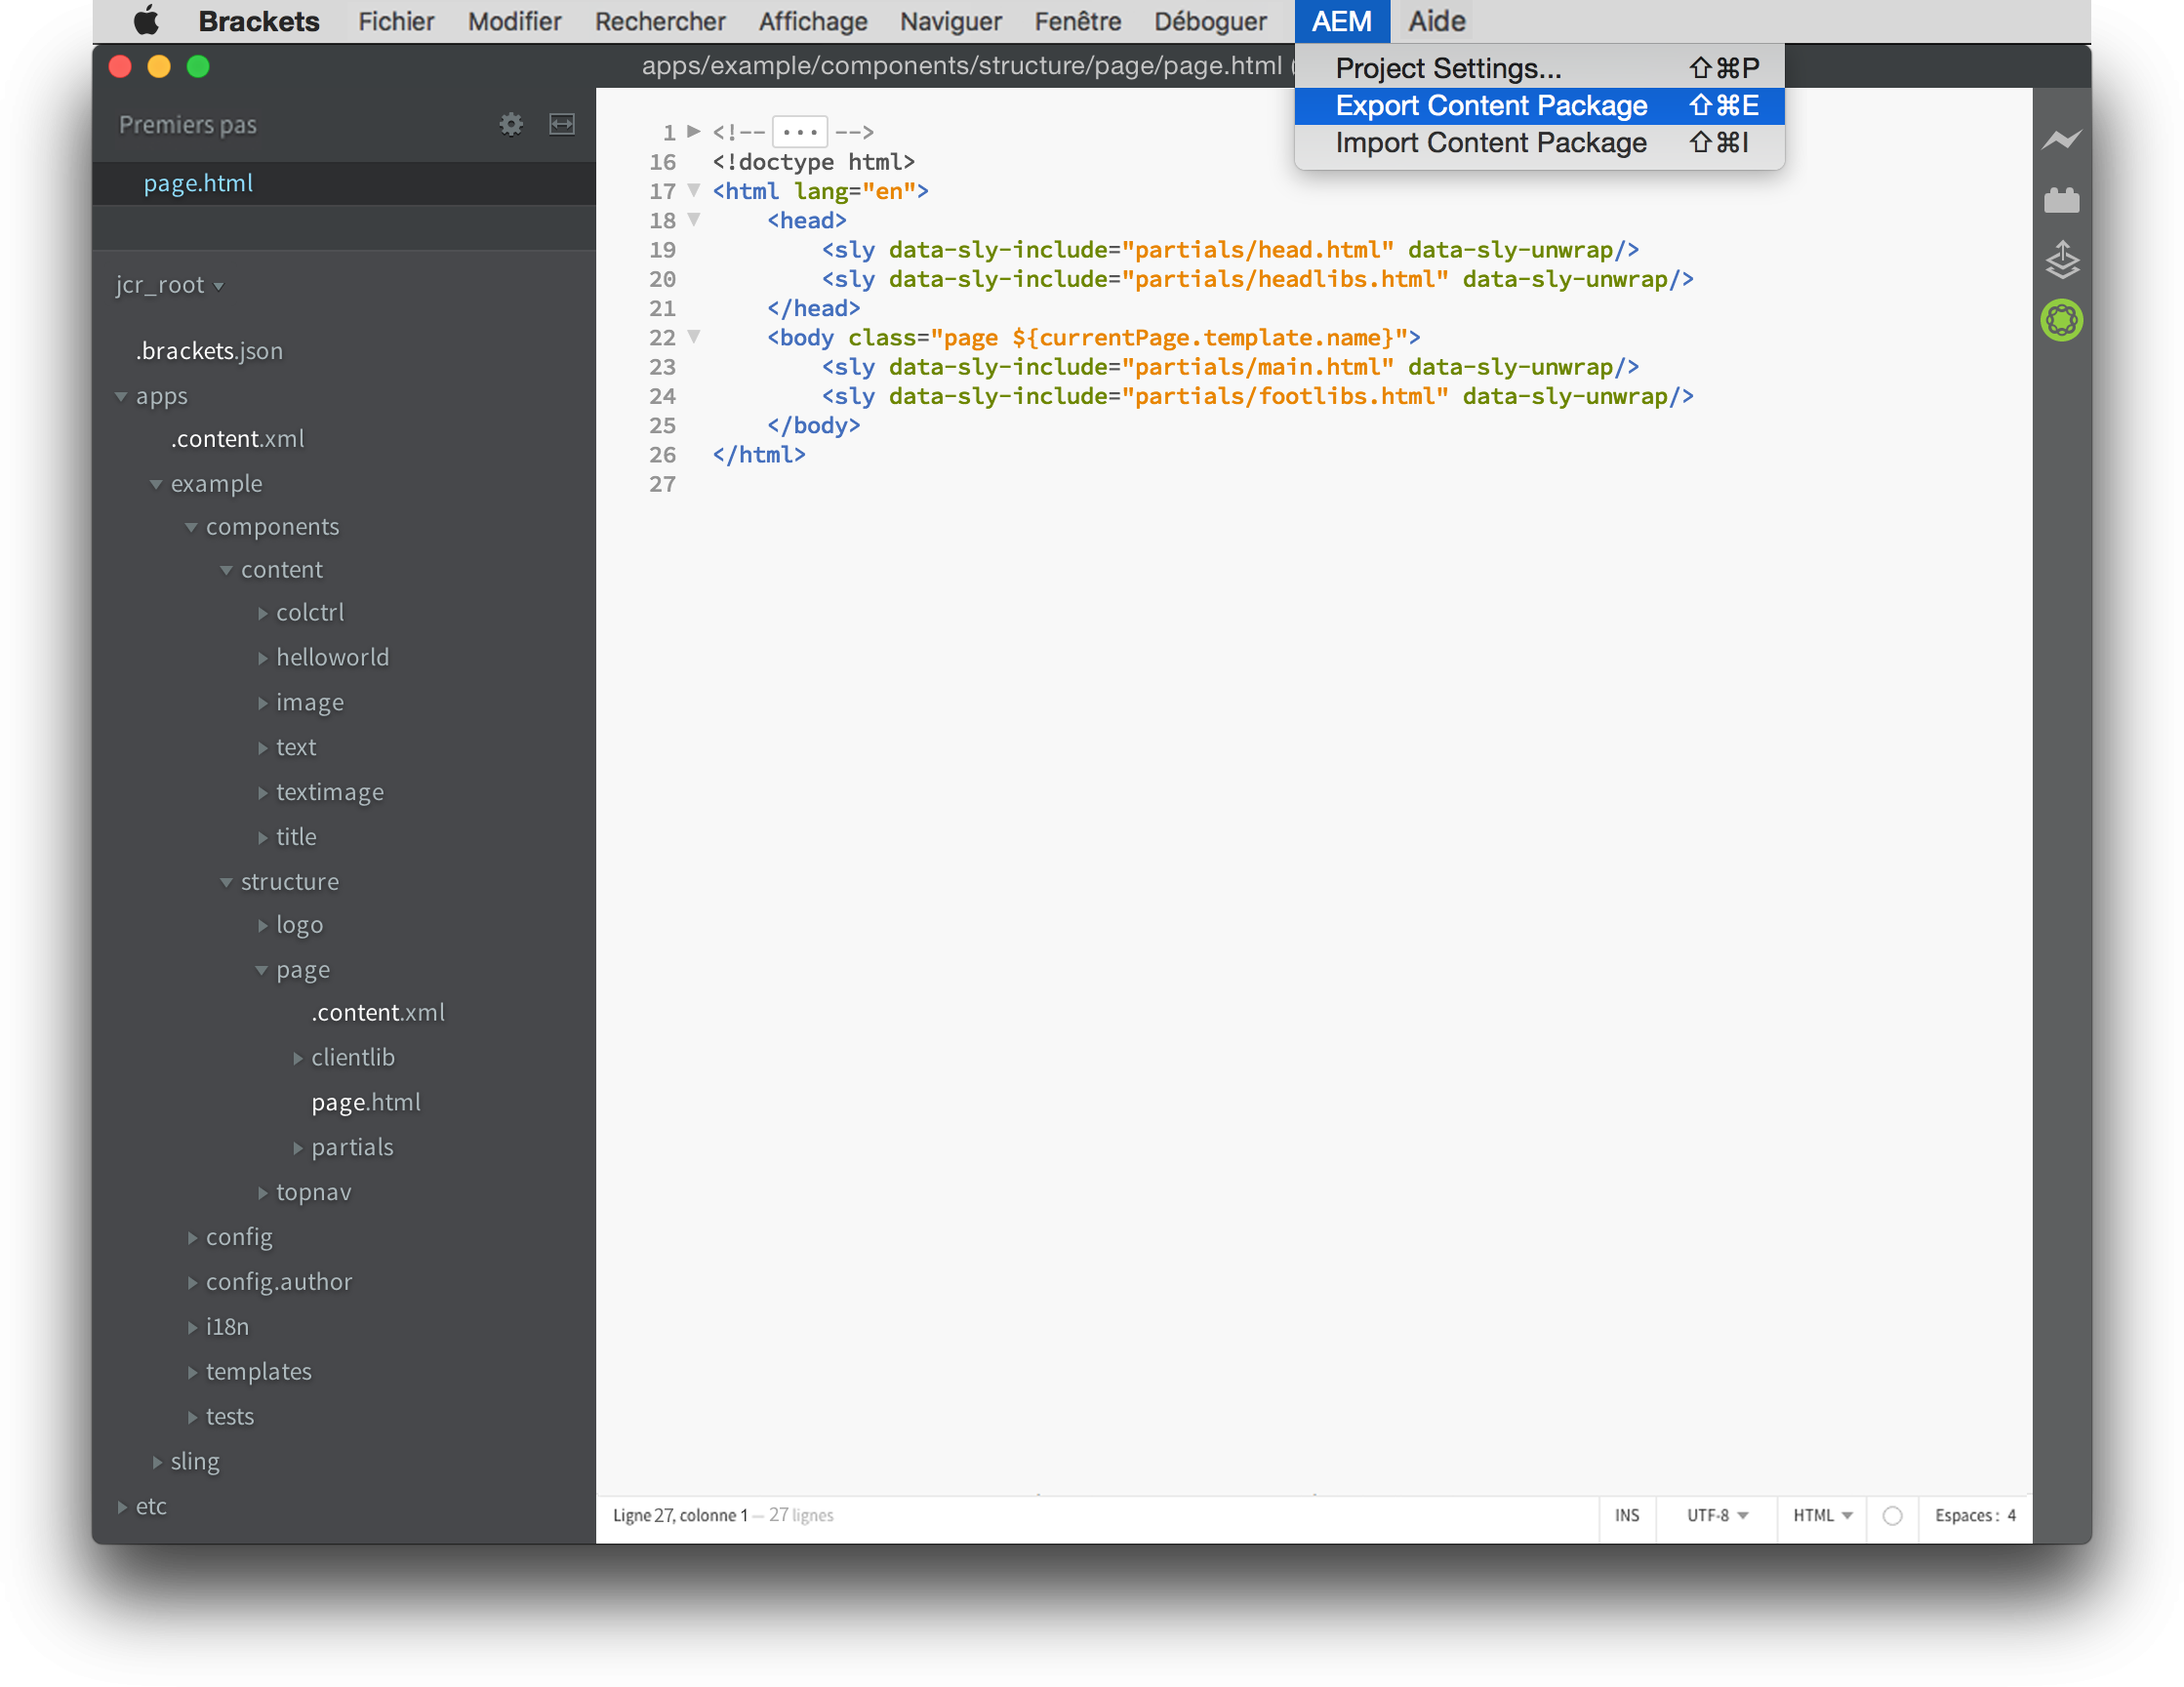 Brackets Fichier Modifier Rechercher Affichage Naviguer Fenêtre Déboguer AEM Aide
apps/example/components/structure/page/page.html (
Project Settings... ⇧⌘P
Export Content Package ⇧⌘E
Import Content Package ⇧⌘I
Premiers pas
page.html
jcr_root
.brackets.json
apps
.content.xml
example
components
content
colctrl
helloworld
image
text
textimage
title
structure
logo
page
.content.xml
clientlib
page.html
partials
topnav
config
config.author
i18n
templates
tests
sling
etc
1 <!-- ... -->
16 <!doctype html>
17 <html lang="en">
18 <head>
19 <sly data-sly-include="partials/head.html" data-sly-unwrap/>
20 <sly data-sly-include="partials/headlibs.html" data-sly-unwrap/>
21 </head>
22 <body class="page ${currentPage.template.name}">
23 <sly data-sly-include="partials/main.html" data-sly-unwrap/>
24 <sly data-sly-include="partials/footlibs.html" data-sly-unwrap/>
25 </body>
26 </html>
27
Ligne 27, colonne 1 — 27 lignes INS UTF-8 HTML Espaces : 4